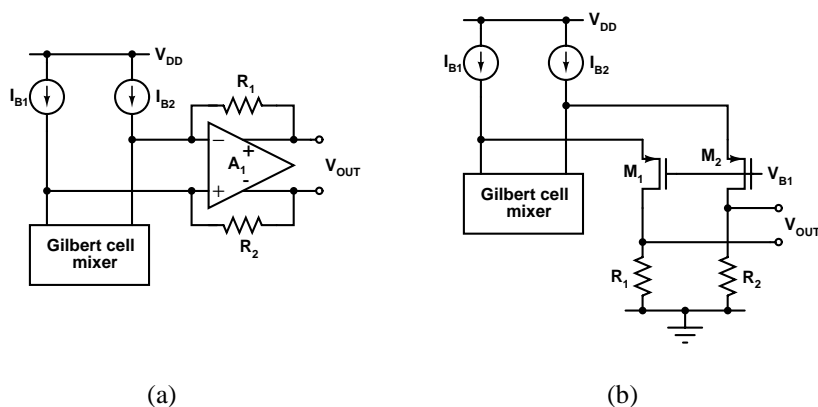 V_DD
I_B1
I_B2
R_1
A_1
−
+
+
-
V_OUT
R_2
Gilbert cell
mixer
(a)
V_DD
I_B1
I_B2
M_1
M_2
V_B1
Gilbert cell
mixer
V_OUT
R_1
R_2
(b)